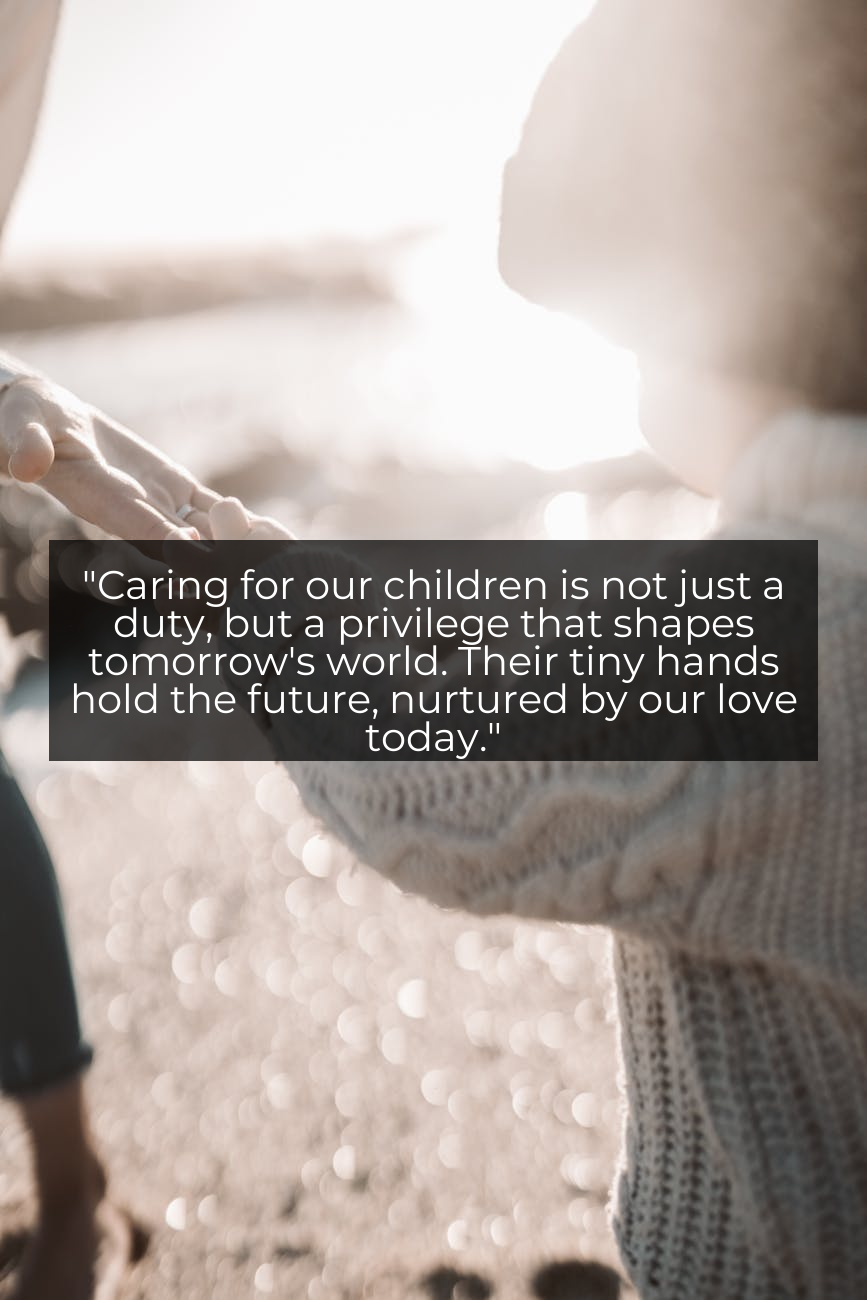 "Caring for our children is not just a
duty, but a privilege that shapes
tomorrow's world. Their tiny hands
hold the future, nurtured by our love
today."